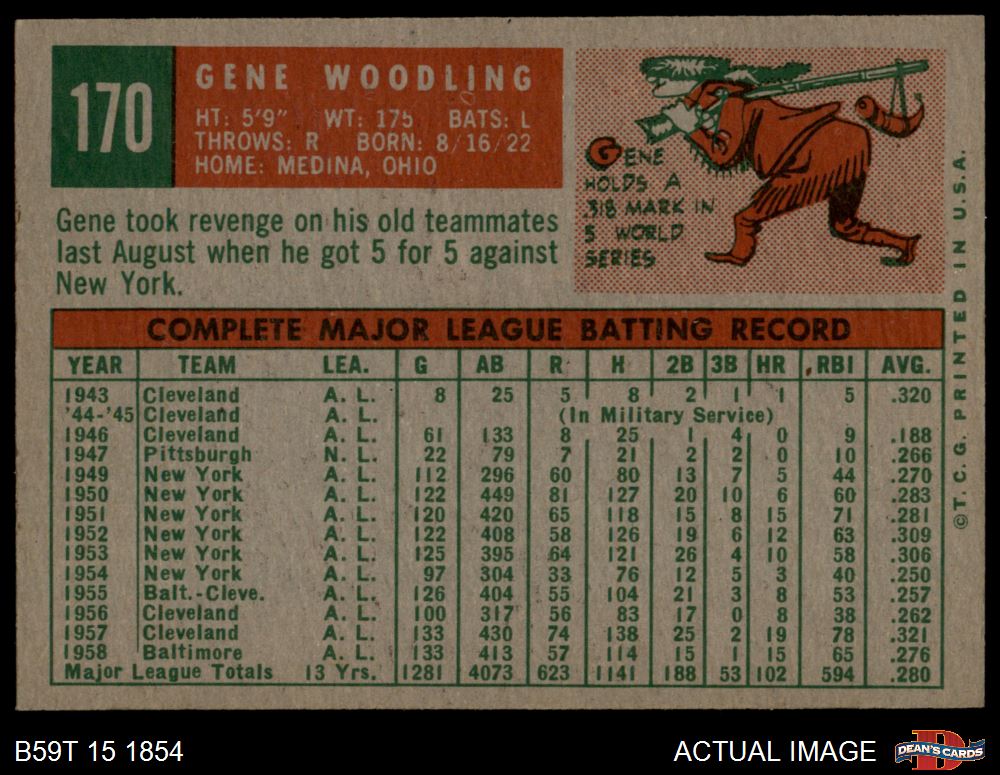 170
GENE WOODLING
HT: 5'9" WT: 175 BATS: L
THROWS: R BORN: 8/16/22
HOME: MEDINA, OHIO
Gene took revenge on his old teammates
last August when he got 5 for 5 against
New York.
GENE
HOLDS A
.318 MARK IN
5 WORLD
SERIES
COMPLETE MAJOR LEAGUE BATTING RECORD
YEAR TEAM LEA. G AB R H 2B 3B HR RBI AVG.
1943 Cleveland A. L. 8 25 5 8 2 1 1 5 .320
'44-'45 Cleveland A. L. (In Military Service)
1946 Cleveland A. L. 61 133 8 25 1 4 0 9 .188
1947 Pittsburgh N. L. 22 79 7 21 2 2 0 10 .266
1949 New York A. L. 112 296 60 80 13 7 5 44 .270
1950 New York A. L. 122 449 81 127 20 10 6 60 .283
1951 New York A. L. 120 420 65 118 15 8 15 71 .281
1952 New York A. L. 122 408 58 126 19 6 12 63 .309
1953 New York A. L. 125 395 64 121 26 4 10 58 .306
1954 New York A. L. 97 304 33 76 12 5 3 40 .250
1955 Balt.-Cleve. A. L. 126 404 55 104 21 3 8 53 .257
1956 Cleveland A. L. 100 317 56 83 17 0 8 38 .262
1957 Cleveland A. L. 133 430 74 138 25 2 19 78 .321
1958 Baltimore A. L. 133 413 57 114 15 1 15 65 .276
Major League Totals 13 Yrs. 1281 4073 623 1141 188 53 102 594 .280
©T. C. G. PRINTED IN U.S.A.
B59T 15 1854
ACTUAL IMAGE
DEAN'S CARDS